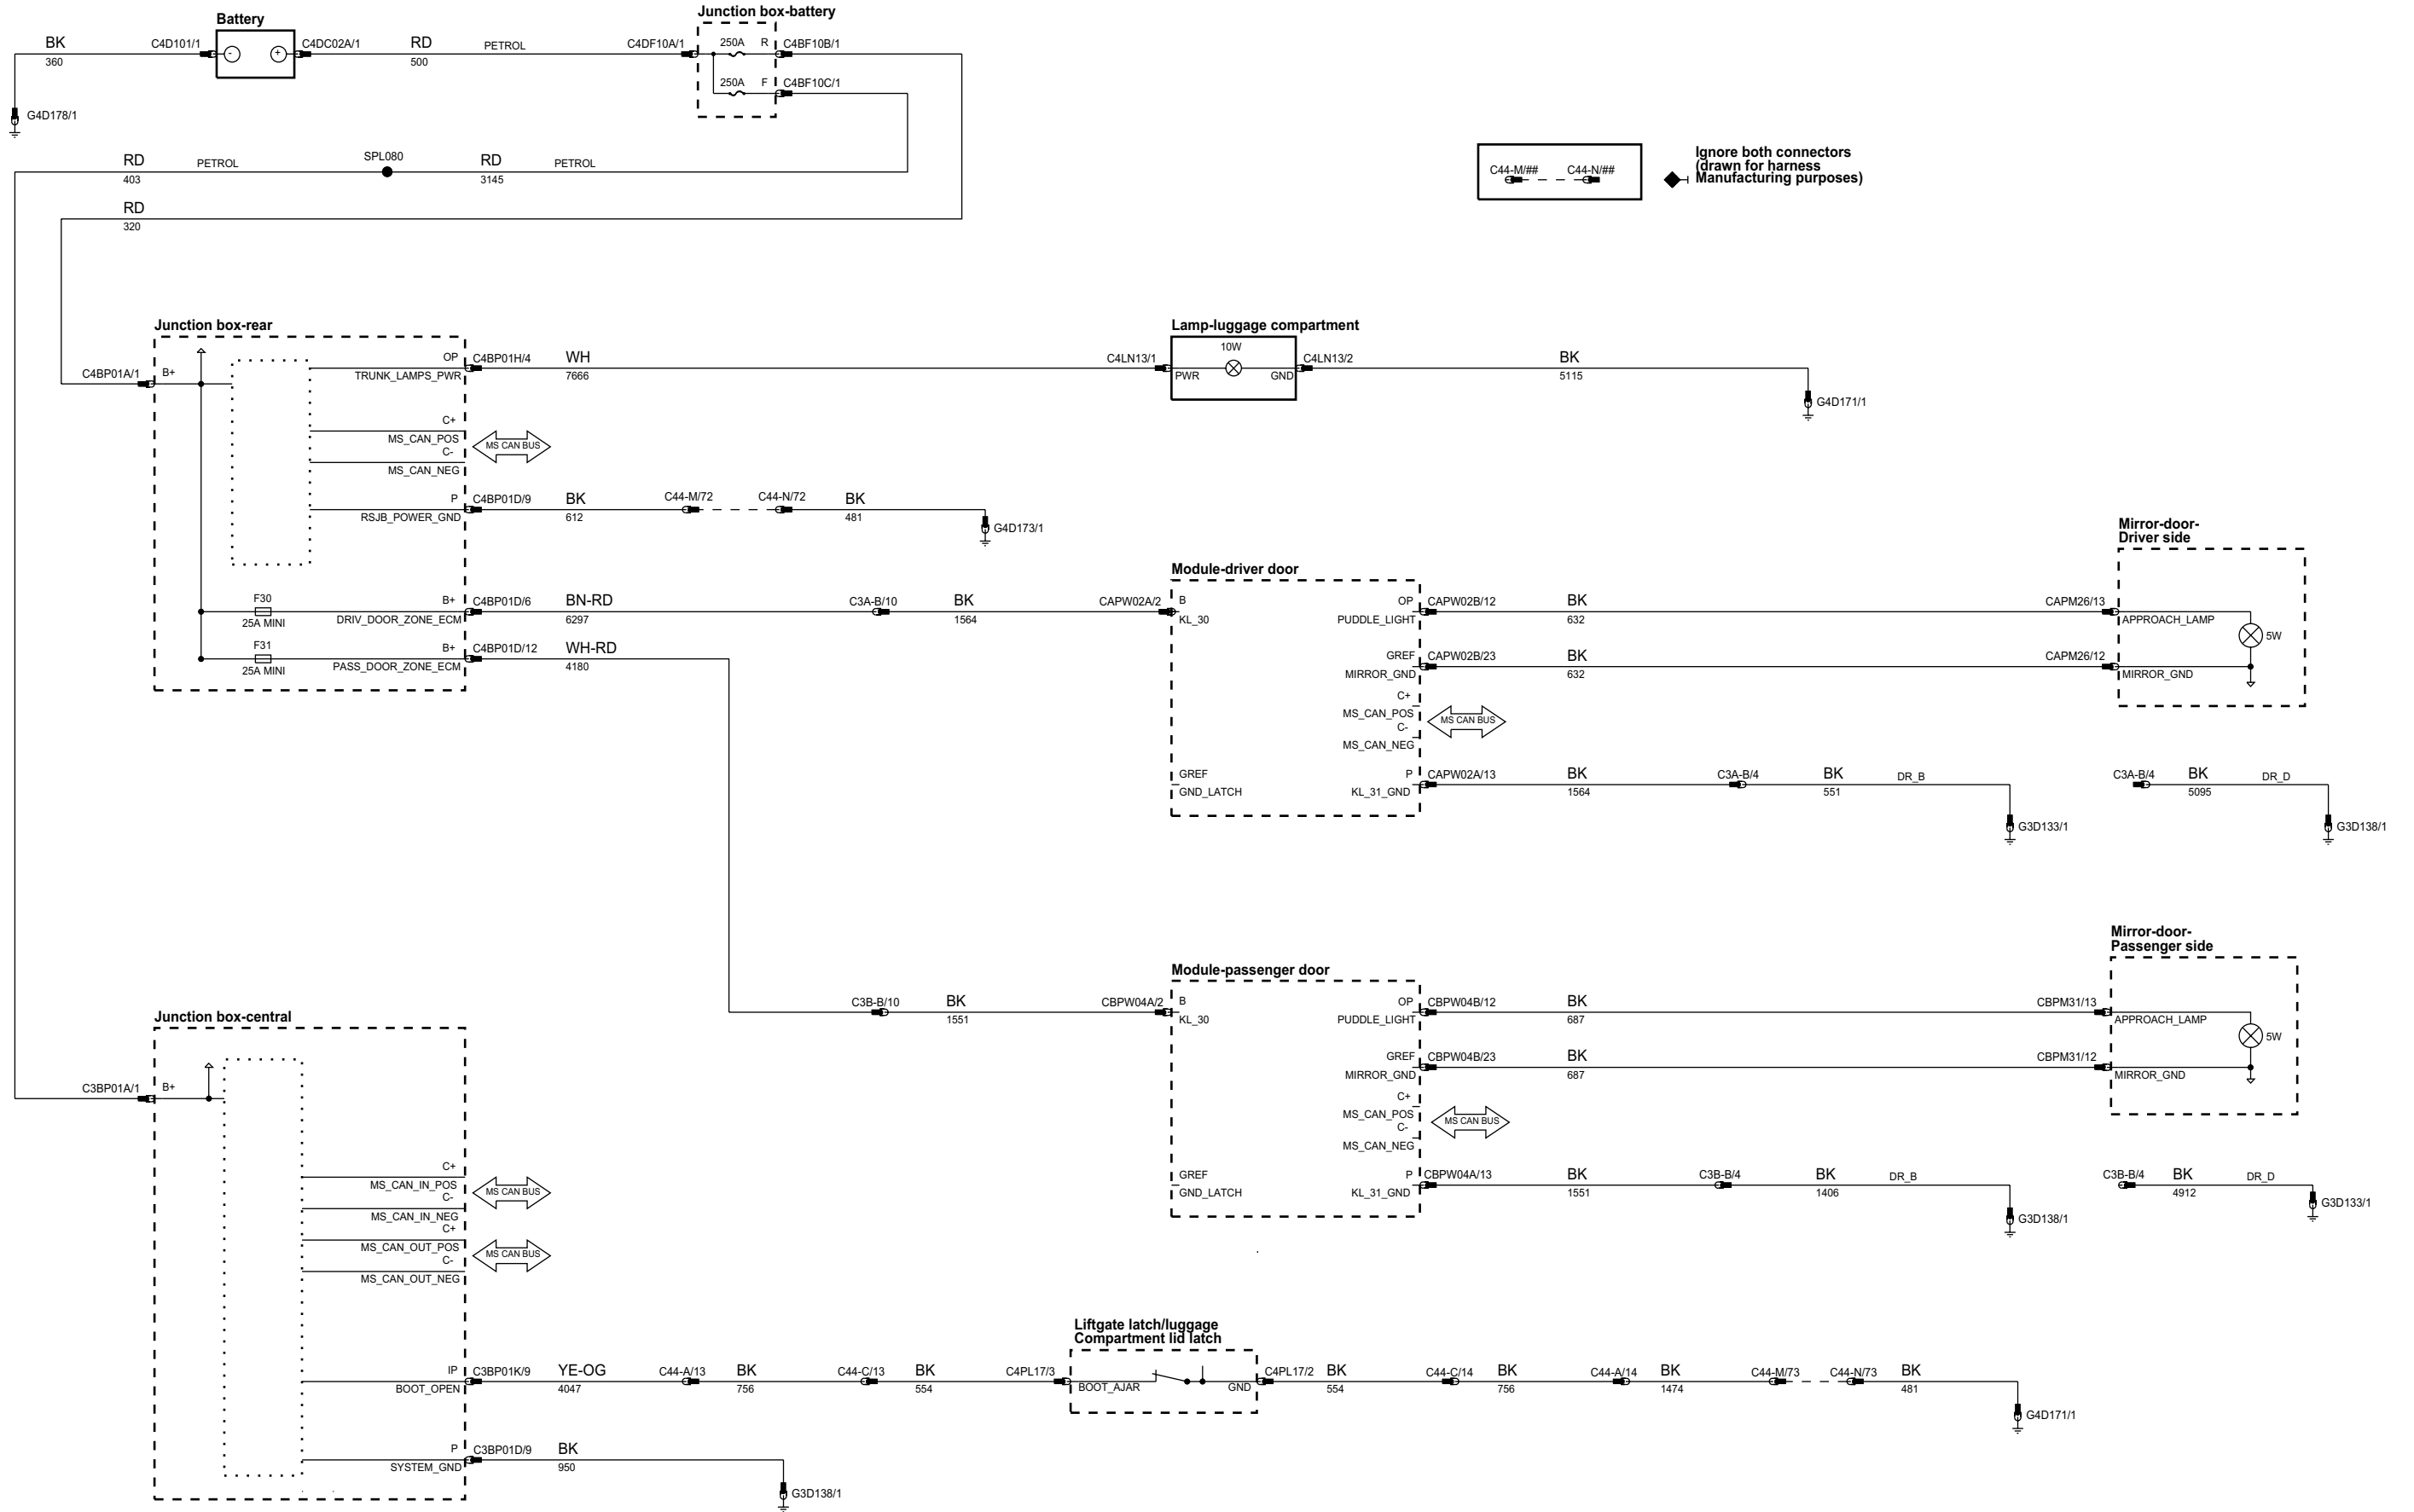 Battery
Junction box-battery
BK
360
C4D101/1
-
+
C4DC02A/1
RD
500
PETROL
C4DF10A/1
250A
R
C4BF10B/1
250A
F
C4BF10C/1
G4D178/1
RD
403
PETROL
SPL080
RD
3145
PETROL
RD
320
C44-M/##
C44-N/##
Ignore both connectors
(drawn for harness
Manufacturing purposes)
Junction box-rear
C4BP01A/1
B+
OP
TRUNK_LAMPS_PWR
C4BP01H/4
WH
7666
C+
MS_CAN_POS
C-
MS_CAN_NEG
MS CAN BUS
P
RSJB_POWER_GND
C4BP01D/9
BK
612
C44-M/72
C44-N/72
BK
481
G4D173/1
F30
25A MINI
B+
DRIV_DOOR_ZONE_ECM
C4BP01D/6
BN-RD
6297
C3A-B/10
BK
1564
CAPW02A/2
F31
25A MINI
B+
PASS_DOOR_ZONE_ECM
C4BP01D/12
WH-RD
4180
Lamp-luggage compartment
C4LN13/1
10W
PWR
GND
C4LN13/2
BK
5115
G4D171/1
Module-driver door
B
KL_30
OP
PUDDLE_LIGHT
CAPW02B/12
BK
632
CAPM26/13
GREF
MIRROR_GND
CAPW02B/23
BK
632
CAPM26/12
C+
MS_CAN_POS
C-
MS_CAN_NEG
MS CAN BUS
GREF
GND_LATCH
P
KL_31_GND
CAPW02A/13
BK
1564
C3A-B/4
BK
551
DR_B
G3D133/1
Mirror-door-
Driver side
APPROACH_LAMP
5W
MIRROR_GND
C3A-B/4
BK
5095
DR_D
G3D138/1
Module-passenger door
C3B-B/10
BK
1551
CBPW04A/2
B
KL_30
OP
PUDDLE_LIGHT
CBPW04B/12
BK
687
CBPM31/13
GREF
MIRROR_GND
CBPW04B/23
BK
687
CBPM31/12
C+
MS_CAN_POS
C-
MS_CAN_NEG
MS CAN BUS
GREF
GND_LATCH
P
KL_31_GND
CBPW04A/13
BK
1551
C3B-B/4
BK
1406
DR_B
G3D138/1
Mirror-door-
Passenger side
APPROACH_LAMP
5W
MIRROR_GND
C3B-B/4
BK
4912
DR_D
G3D133/1
Junction box-central
C3BP01A/1
B+
C+
MS_CAN_IN_POS
C-
MS_CAN_IN_NEG
MS CAN BUS
C+
MS_CAN_OUT_POS
C-
MS_CAN_OUT_NEG
MS CAN BUS
IP
BOOT_OPEN
C3BP01K/9
YE-OG
4047
C44-A/13
BK
756
C44-C/13
BK
554
C4PL17/3
Liftgate latch/luggage
Compartment lid latch
BOOT_AJAR
GND
C4PL17/2
BK
554
C44-C/14
BK
756
C44-A/14
BK
1474
C44-M/73
C44-N/73
BK
481
G4D171/1
P
SYSTEM_GND
C3BP01D/9
BK
950
G3D138/1